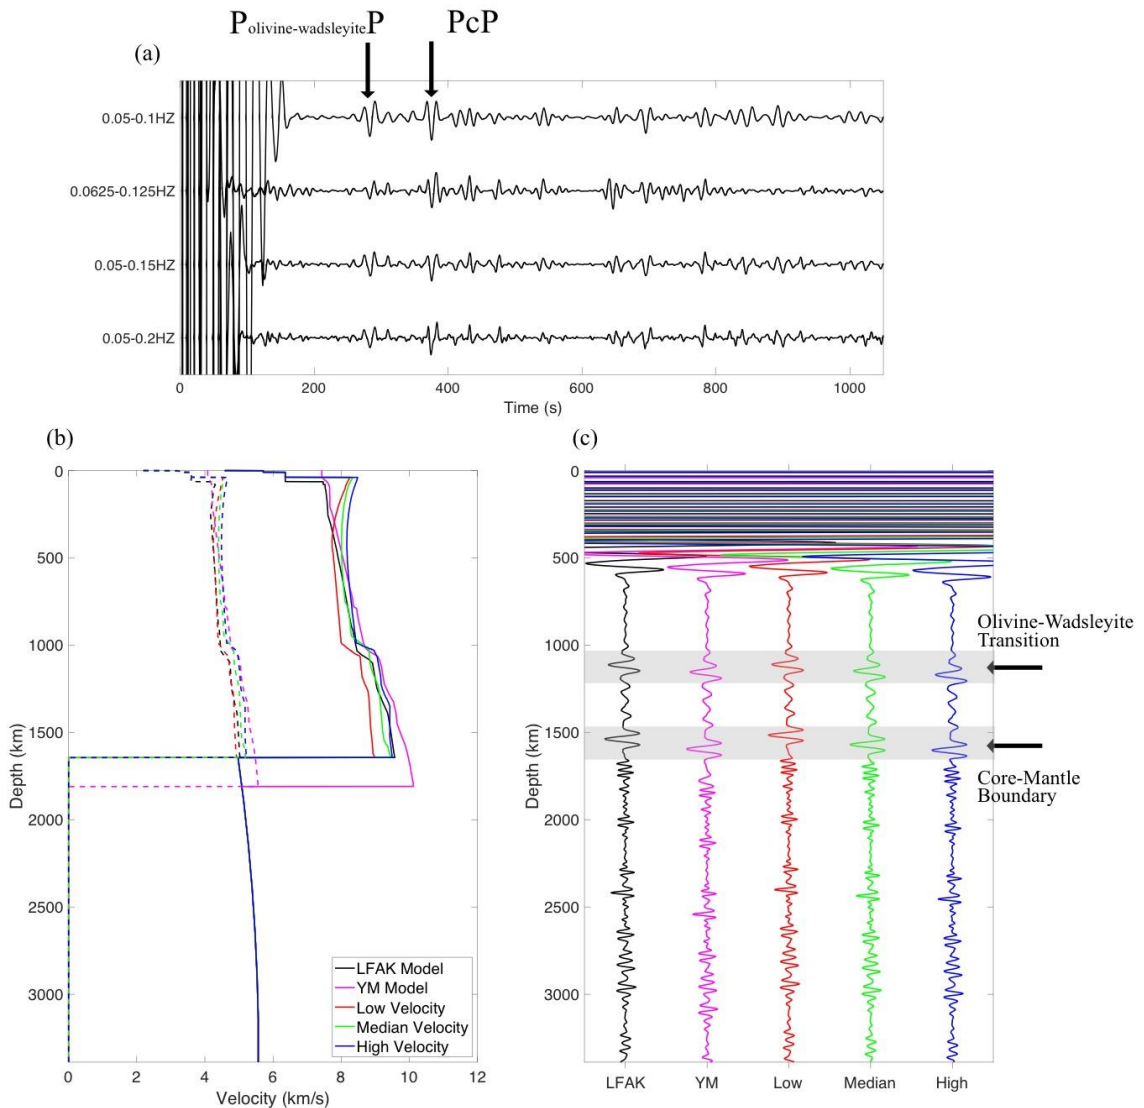 Polivine-wadsleyiteP PcP
(a)
0.05-0.1HZ
0.0625-0.125HZ
0.05-0.15HZ
0.05-0.2HZ
0 200 400 600 800 1000
Time (s)
(b)
0
500
1000
1500
2000
2500
3000
Depth (km)
LFAK Model
YM Model
Low Velocity
Median Velocity
High Velocity
0 2 4 6 8 10 12
Velocity (km/s)
(c)
0
500
1000
1500
2000
2500
3000
Depth (km)
Olivine-Wadsleyite
Transition
Core-Mantle
Boundary
LFAK YM Low Median High